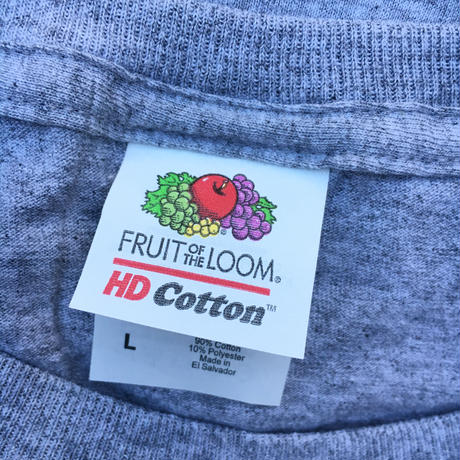 FRUIT OF THE LOOM®
HD Cotton™
L
90% Cotton
10% Polyester
Made in
El Salvador